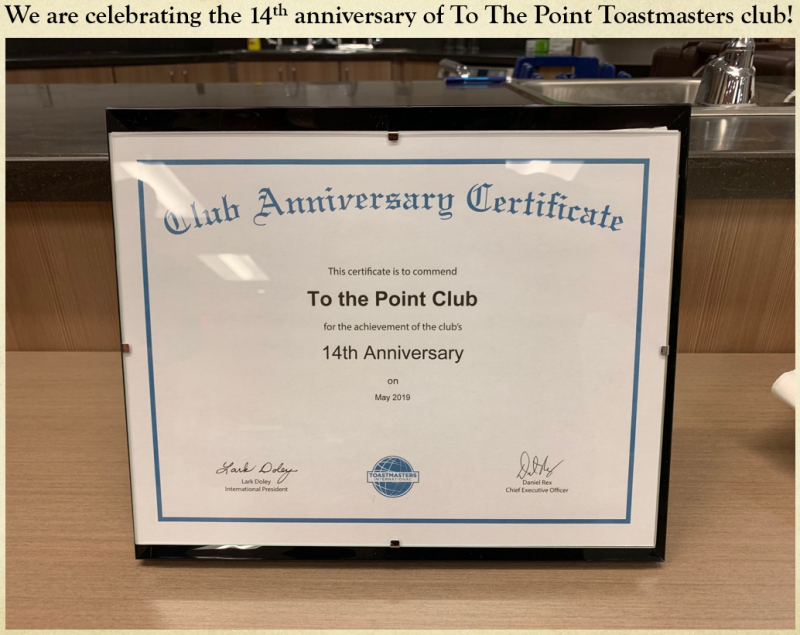 We are celebrating the 14th anniversary of To The Point Toastmasters club!
Club Anniversary Certificate
This certificate is to commend
To the Point Club
for the achievement of the club's
14th Anniversary
on
May 2019
Lark Doley
Lark Doley
International President
TOASTMASTERS
INTERNATIONAL
Daniel Rex
Chief Executive Officer